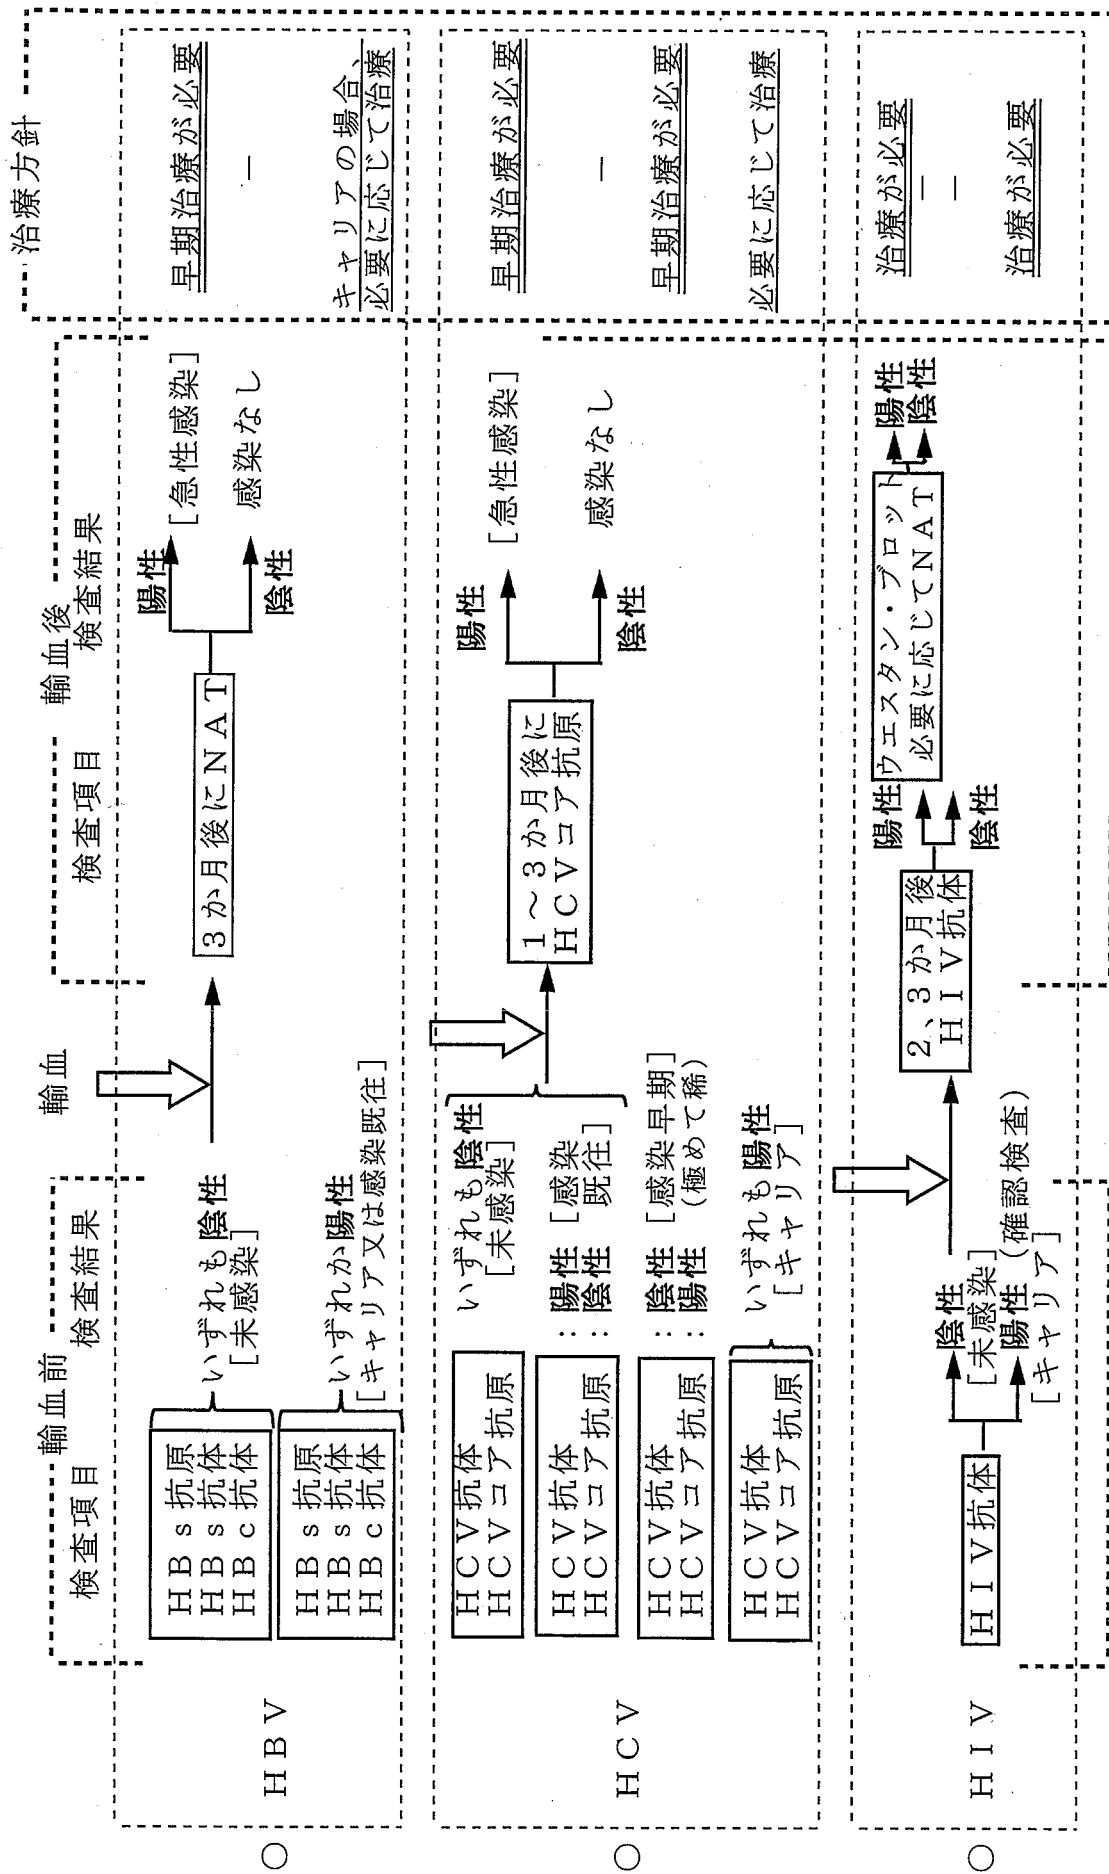 輸血前
輸血
輸血後
治療方針
検査項目
検査結果
検査項目
検査結果
○ HBV
HBs抗原
HBs抗体
HBc抗体
いずれも陰性
[未感染]
3か月後にNAT
陽性
[急性感染]
早期治療が必要
陰性
感染なし
－
HBs抗原
HBs抗体
HBc抗体
いずれか陽性
[キャリア又は感染既往]
キャリアの場合、
必要に応じて治療
○ HCV
HCV抗体
HCVコア抗原
いずれも陰性
[未感染]
HCV抗体 :陽性 [感染
HCVコア抗原 :陰性 既往]
1～3か月後に
HCVコア抗原
陽性
[急性感染]
早期治療が必要
陰性
感染なし
－
HCV抗体 :陰性 [感染早期]
HCVコア抗原 :陽性 (極めて稀)
早期治療が必要
HCV抗体
HCVコア抗原
いずれも陽性
[キャリア]
必要に応じて治療
○ HIV
HIV抗体
陰性
[未感染]
陽性(確認検査)
[キャリア]
2、3か月後
HIV抗体
陽性
陰性
ウエスタン・ブロット
必要に応じてNAT
陽性
陰性
治療が必要
－
－
治療が必要